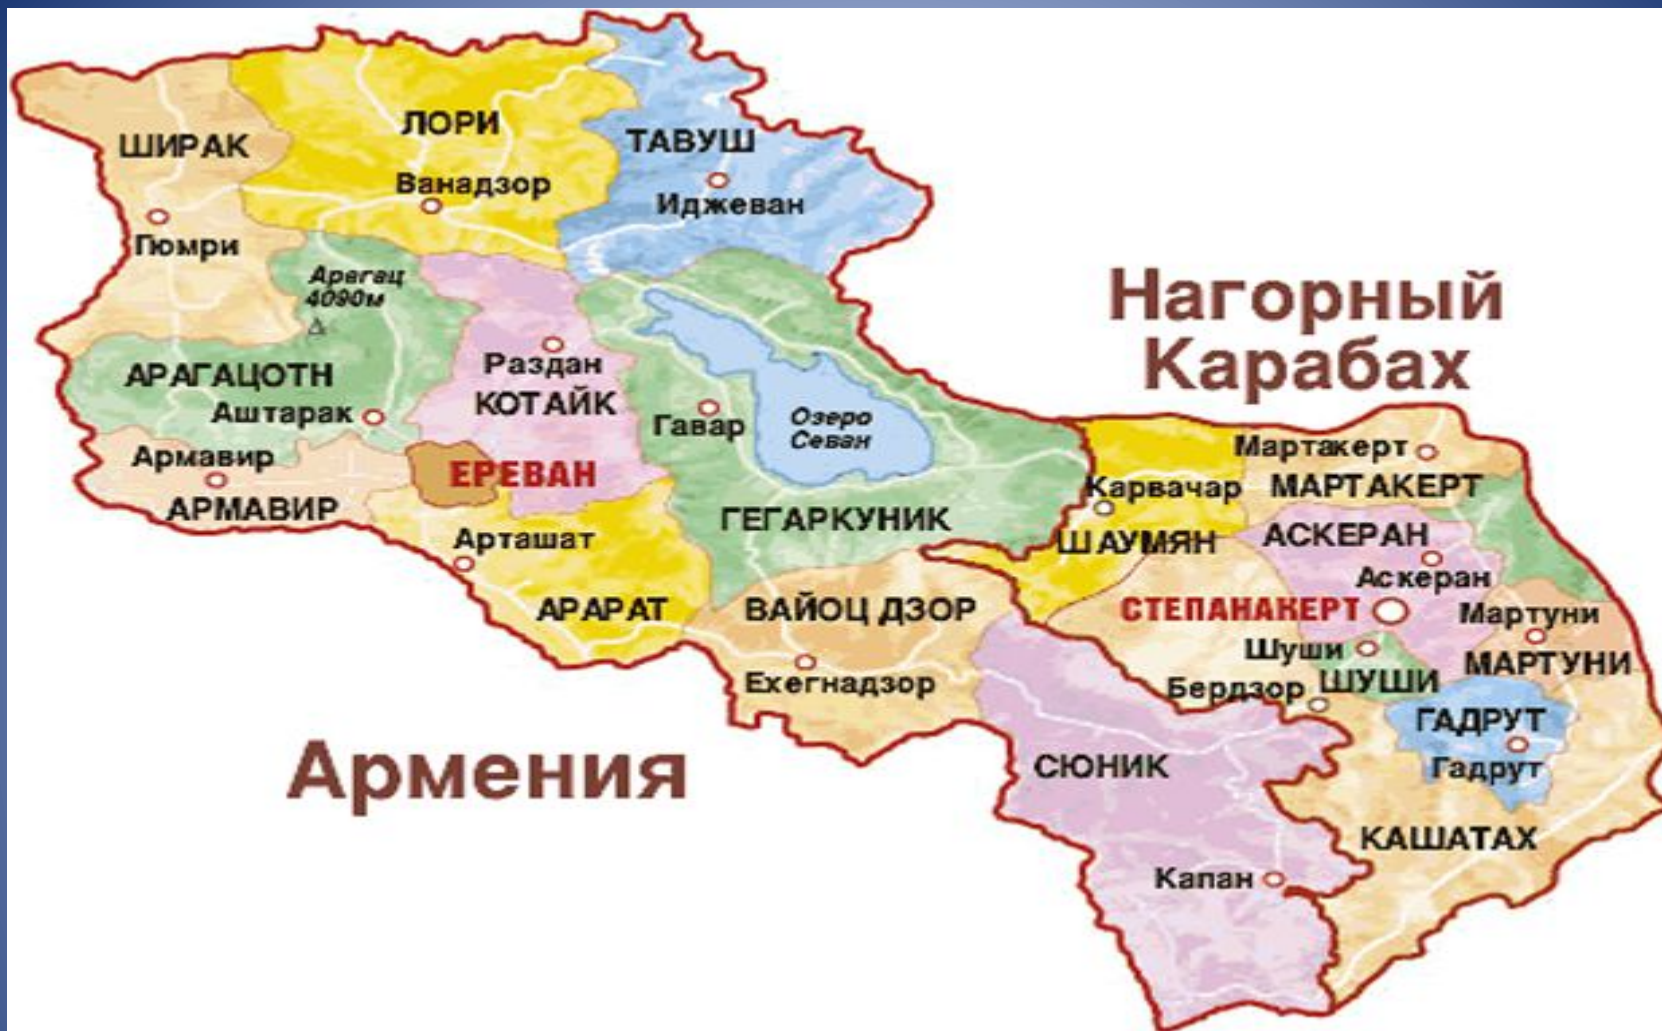 ЛОРИ
ШИРАК
ТАВУШ
Ванадзор
Иджеван
Гюмри
Арагац
4090м
Нагорный
Карабах
Раздан
АРАГАЦОТН
КОТАЙК
Аштарак
Гавар
Озеро
Севан
Армавир
ЕРЕВАН
АРМАВИР
Мартакерт
Карвачар
МАРТАКЕРТ
ГЕГАРКУНИК
Арташат
ШАУМЯН
АСКЕРАН
Аскеран
АРАРАТ
ВАЙОЦ ДЗОР
СТЕПАНАКЕРТ
Мартуни
Шуши
МАРТУНИ
Ехегнадзор
Бердзор
ШУШИ
ГАДРУТ
Гадрут
Армения
СЮНИК
КАШАТАХ
Капан